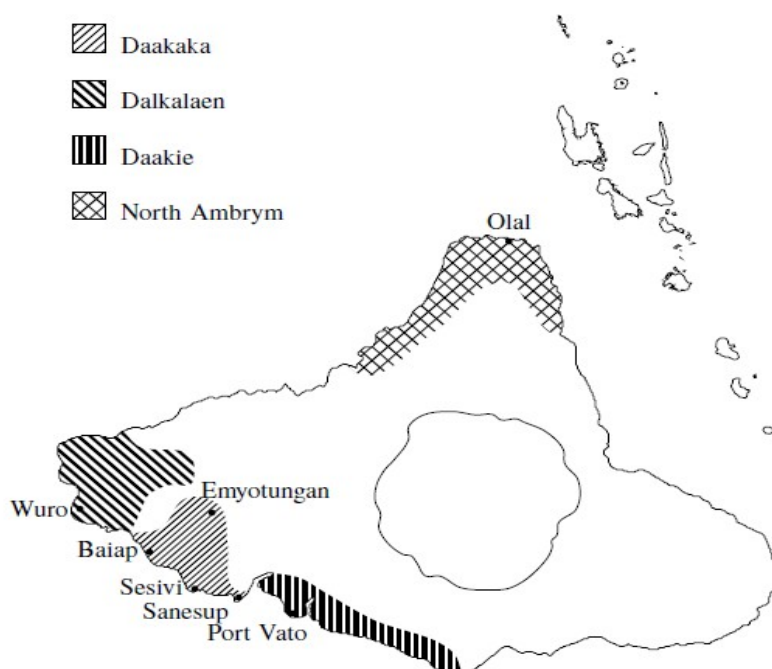 Daakaka
Dalkalaen
Daakie
North Ambrym
Olal
Emyotungan
Wuro
Baiap
Sesivi
Sanesup
Port Vato